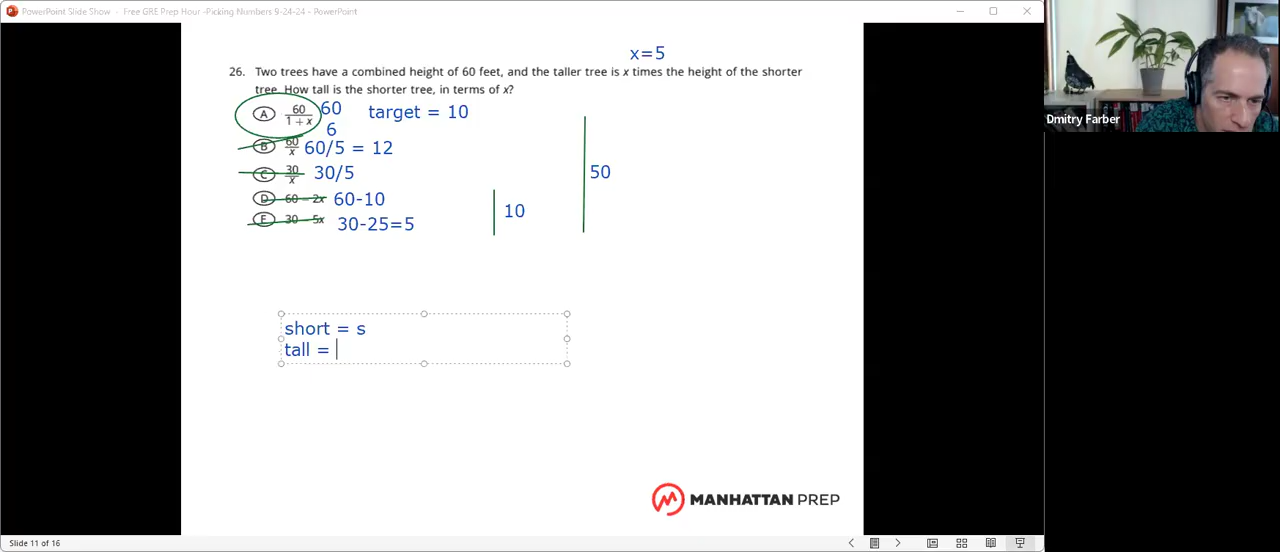 PowerPoint Slide Show - Free GRE Prep Hour -Picking Numbers 9-24-24 - PowerPoint
x=5
26. Two trees have a combined height of 60 feet, and the taller tree is x times the height of the shorter
tree. How tall is the shorter tree, in terms of x?
A 60/(1 + x) 60/6 target = 10
B 60/x 60/5 = 12
C 30/x 30/5
D 60 – 2x 60-10
E 30 – 5x 30-25=5
50
10
short = s
tall =
MANHATTAN PREP
Dmitry Farber
Slide 11 of 16